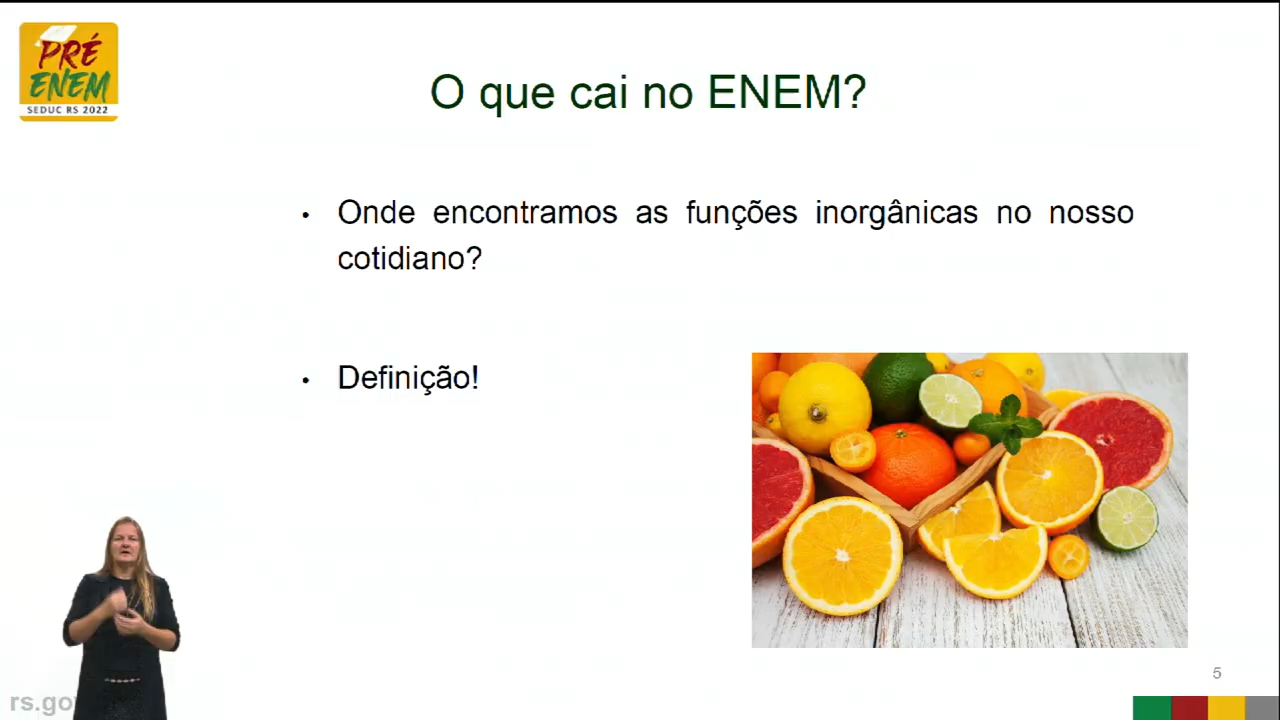 PRÉ
ENEM
SEDUC RS 2022
O que cai no ENEM?
• Onde encontramos as funções inorgânicas no nosso
cotidiano?
• Definição!
rs.go
5